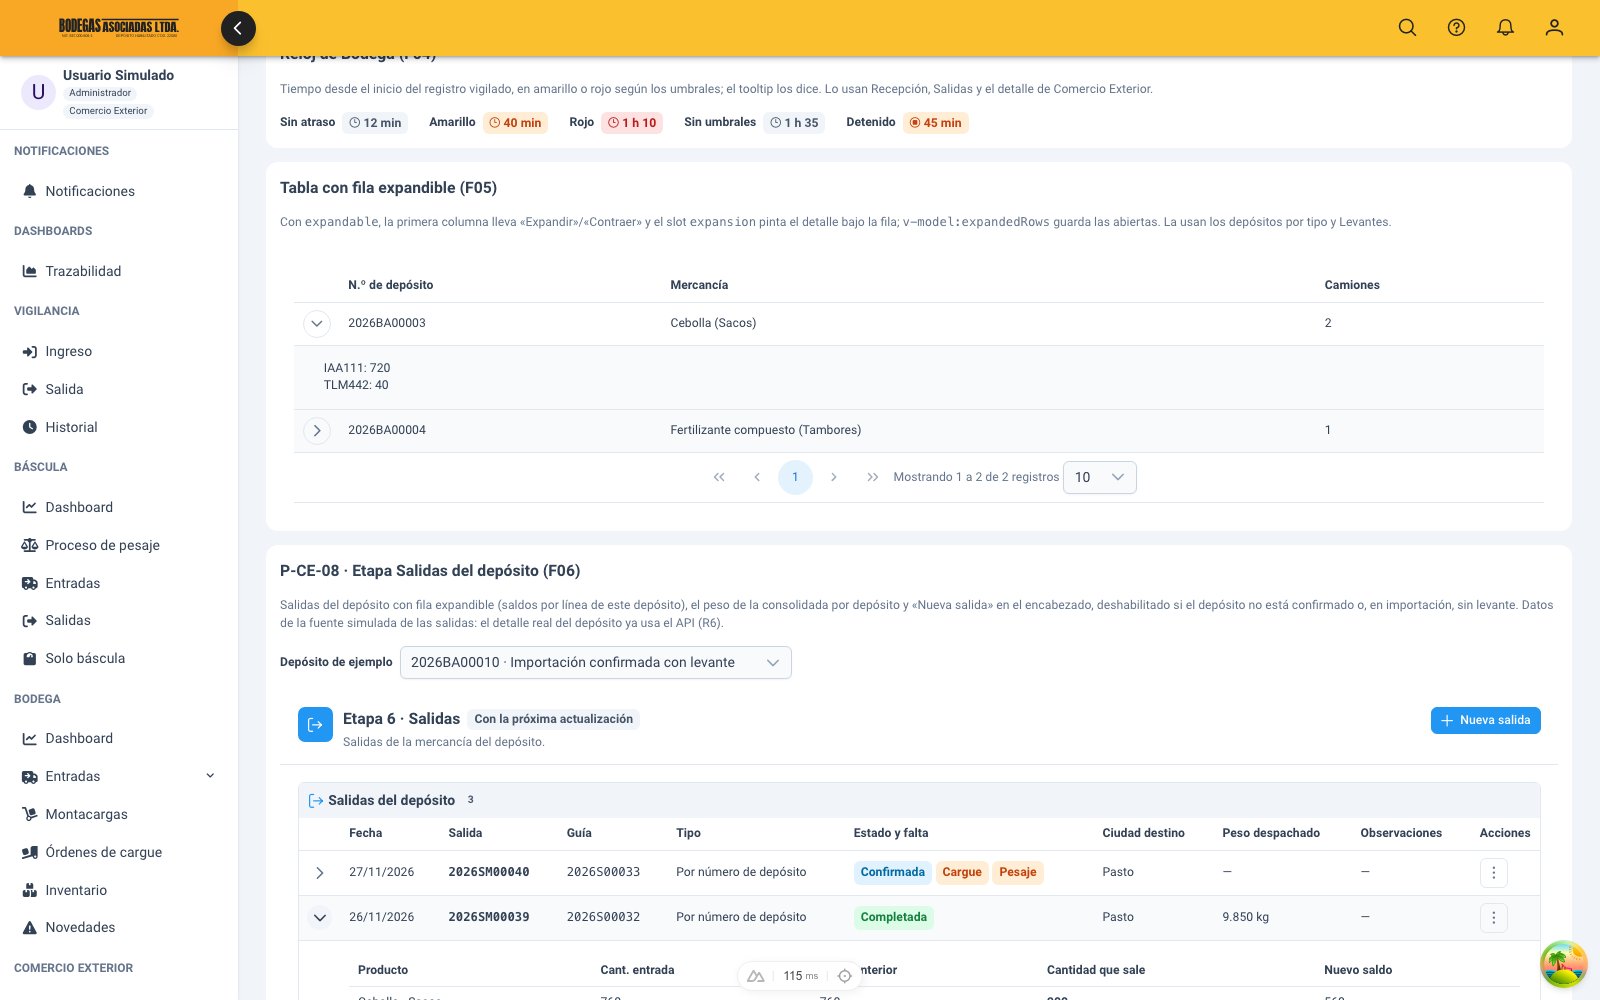 BODEGAS ASOCIADAS LTDA.
Usuario Simulado
U
Administrador
Comercio Exterior
NOTIFICACIONES
Notificaciones
DASHBOARDS
Trazabilidad
VIGILANCIA
Ingreso
Salida
Historial
BÁSCULA
Dashboard
Proceso de pesaje
Entradas
Salidas
Solo báscula
BODEGA
Dashboard
Entradas
Montacargas
Órdenes de cargue
Inventario
Novedades
COMERCIO EXTERIOR
Reloj de Bodega (F04)
Tiempo desde el inicio del registro vigilado, en amarillo o rojo según los umbrales; el tooltip los dice. Lo usan Recepción, Salidas y el detalle de Comercio Exterior.
Sin atraso 12 min Amarillo 40 min Rojo 1 h 10 Sin umbrales 1 h 35 Detenido 45 min
Tabla con fila expandible (F05)
Con expandable, la primera columna lleva «Expandir»/«Contraer» y el slot expansion pinta el detalle bajo la fila; v-model:expandedRows guarda las abiertas. La usan los depósitos por tipo y Levantes.
N.º de depósito Mercancía Camiones
2026BA00003 Cebolla (Sacos) 2
IAA111: 720
TLM442: 40
2026BA00004 Fertilizante compuesto (Tambores) 1
1 Mostrando 1 a 2 de 2 registros 10
P-CE-08 · Etapa Salidas del depósito (F06)
Salidas del depósito con fila expandible (saldos por línea de este depósito), el peso de la consolidada por depósito y «Nueva salida» en el encabezado, deshabilitado si el depósito no está confirmado o, en importación, sin levante. Datos
de la fuente simulada de las salidas: el detalle real del depósito ya usa el API (R6).
Depósito de ejemplo 2026BA00010 · Importación confirmada con levante
Etapa 6 · Salidas Con la próxima actualización
Nueva salida
Salidas de la mercancía del depósito.
Salidas del depósito 3
Fecha Salida Guía Tipo Estado y falta Ciudad destino Peso despachado Observaciones Acciones
27/11/2026 2026SM00040 2026S00033 Por número de depósito Confirmada Cargue Pesaje Pasto — —
26/11/2026 2026SM00039 2026S00032 Por número de depósito Completada Pasto 9.850 kg —
Producto Cant. entrada nterior Cantidad que sale Nuevo saldo
115 ms